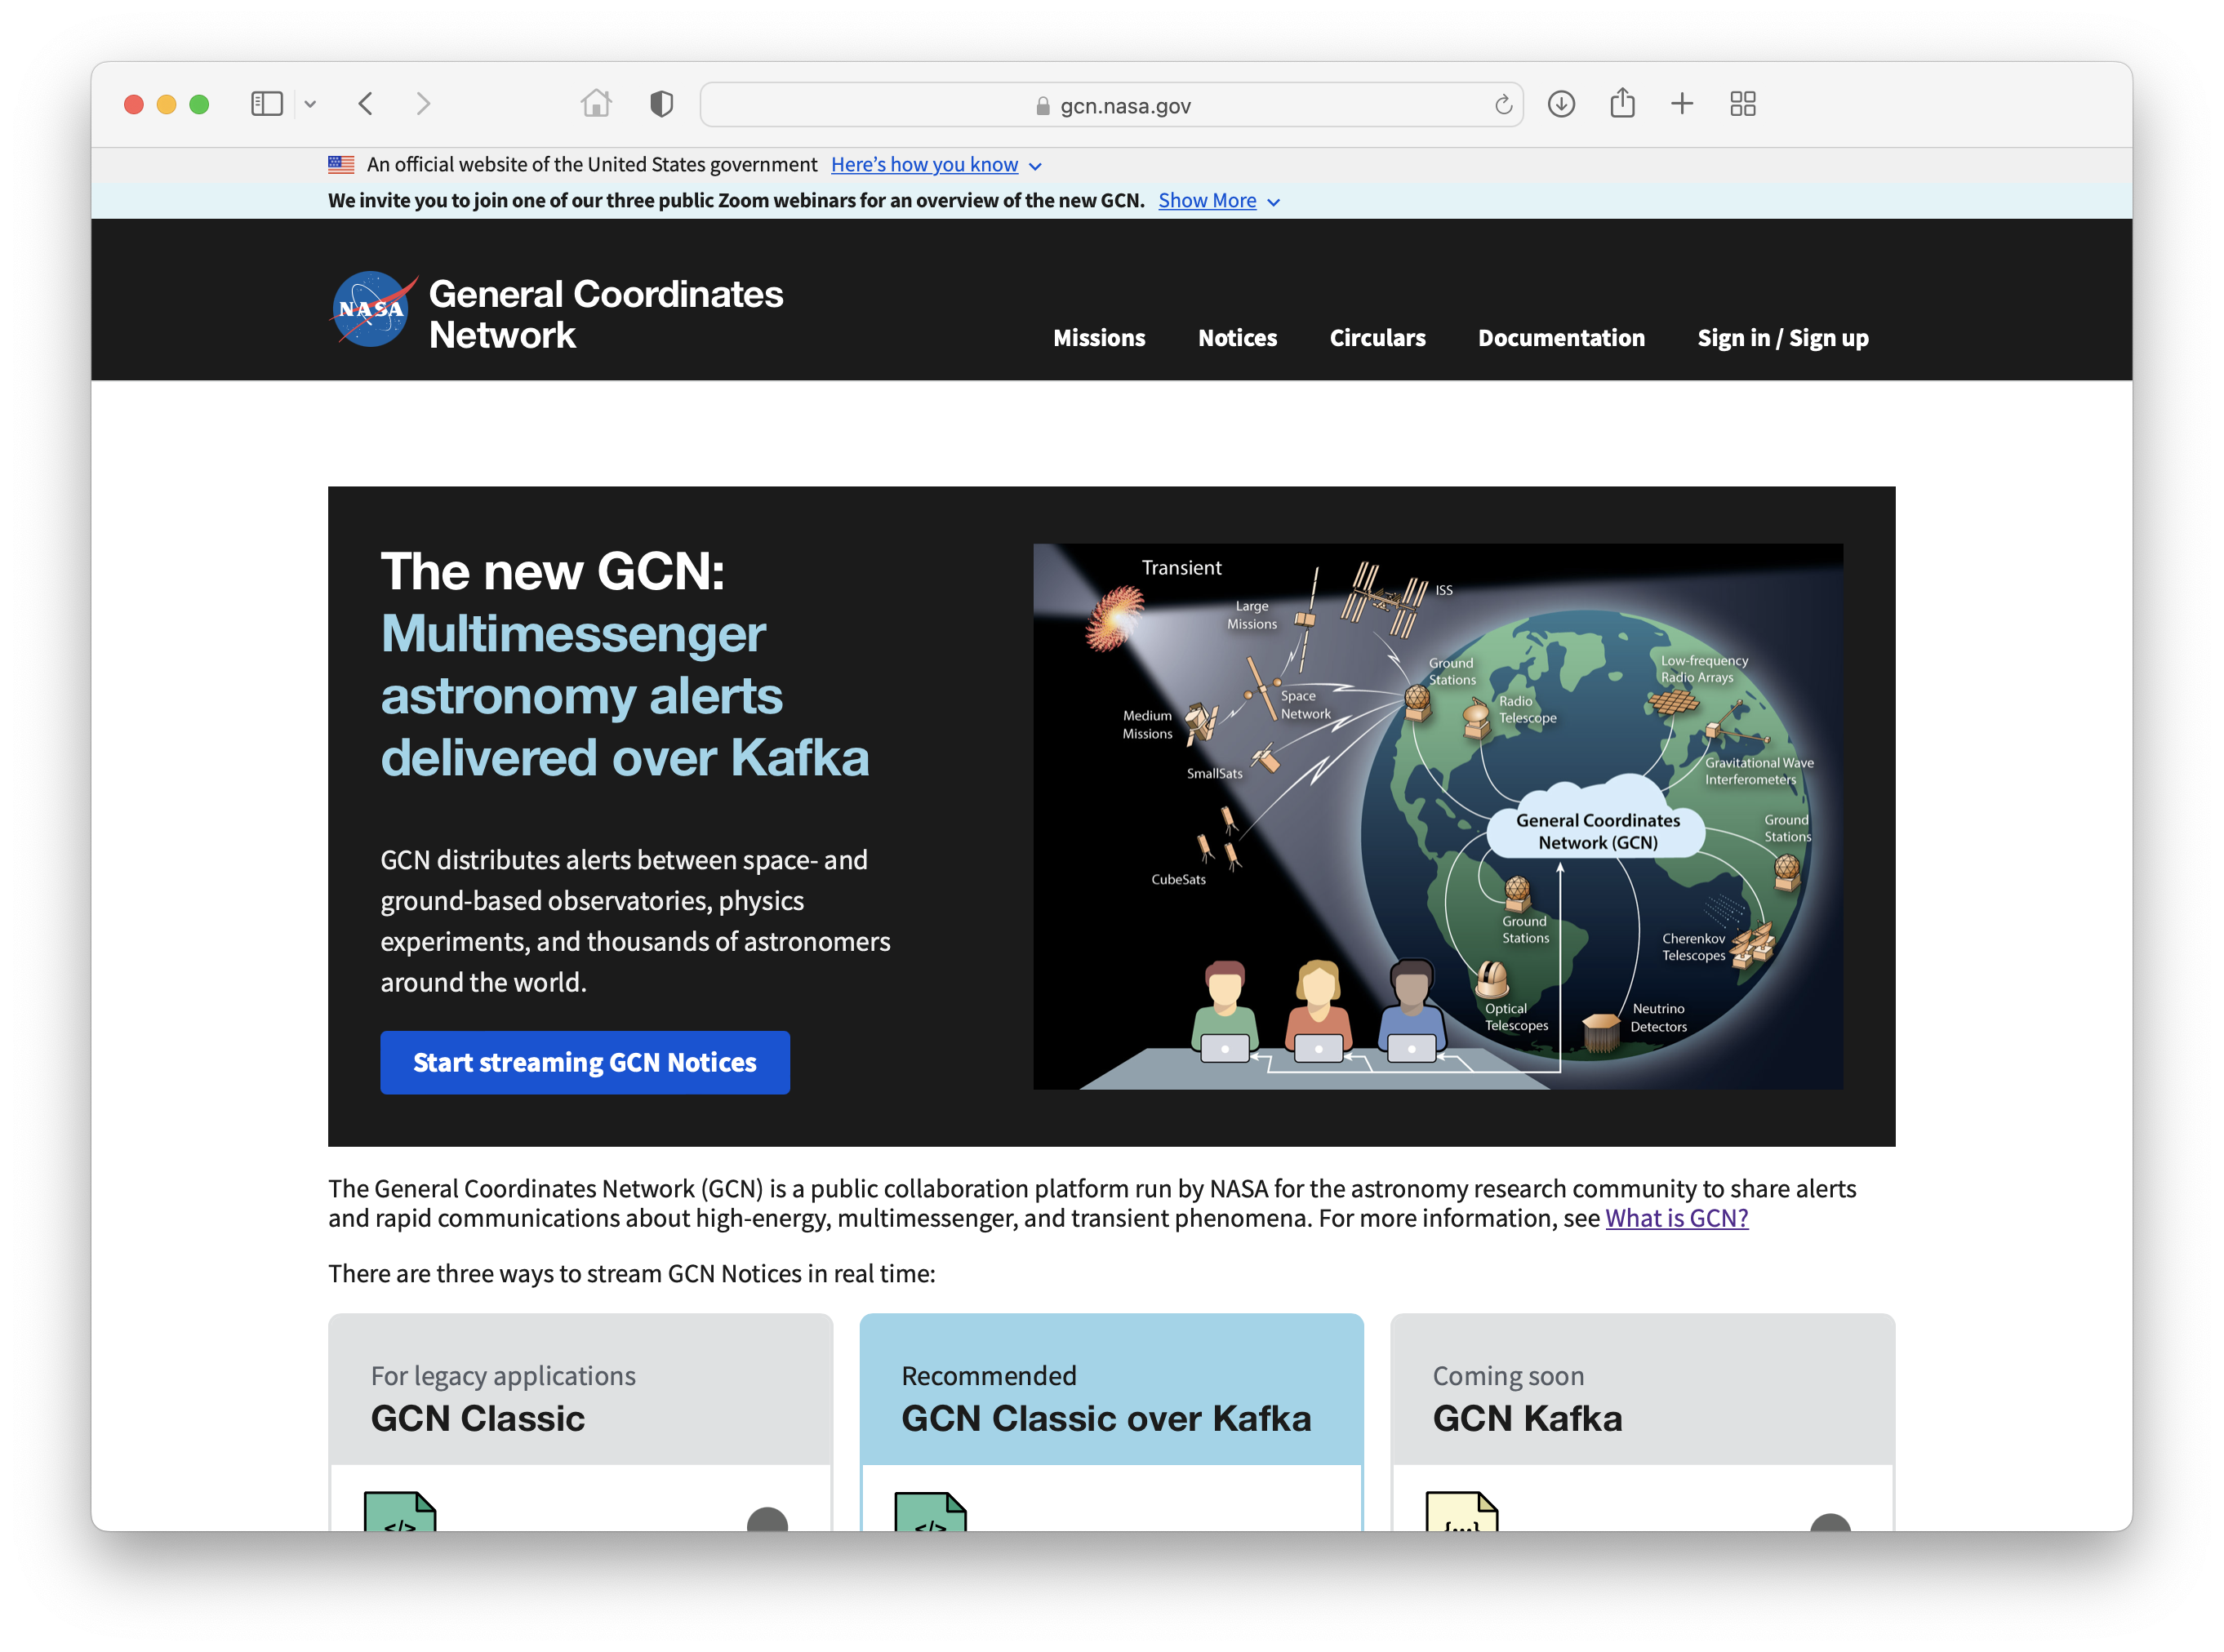 gcn.nasa.gov
An official website of the United States government Here’s how you know
We invite you to join one of our three public Zoom webinars for an overview of the new GCN. Show More
NASA
General Coordinates
Network
Missions Notices Circulars Documentation Sign in / Sign up
The new GCN:
Multimessenger
astronomy alerts
delivered over Kafka
GCN distributes alerts between space- and
ground-based observatories, physics
experiments, and thousands of astronomers
around the world.
Start streaming GCN Notices
Transient
Large
Missions
ISS
Ground
Stations
Low-frequency
Radio Arrays
Space
Network
Radio
Telescope
Medium
Missions
SmallSats
Gravitational Wave
Interferometers
General Coordinates
Network (GCN)
Ground
Stations
CubeSats
Ground
Stations
Cherenkov
Telescopes
Optical
Telescopes
Neutrino
Detectors
The General Coordinates Network (GCN) is a public collaboration platform run by NASA for the astronomy research community to share alerts
and rapid communications about high-energy, multimessenger, and transient phenomena. For more information, see What is GCN?
There are three ways to stream GCN Notices in real time:
For legacy applications
GCN Classic
Recommended
GCN Classic over Kafka
Coming soon
GCN Kafka
</>
</>
{...}